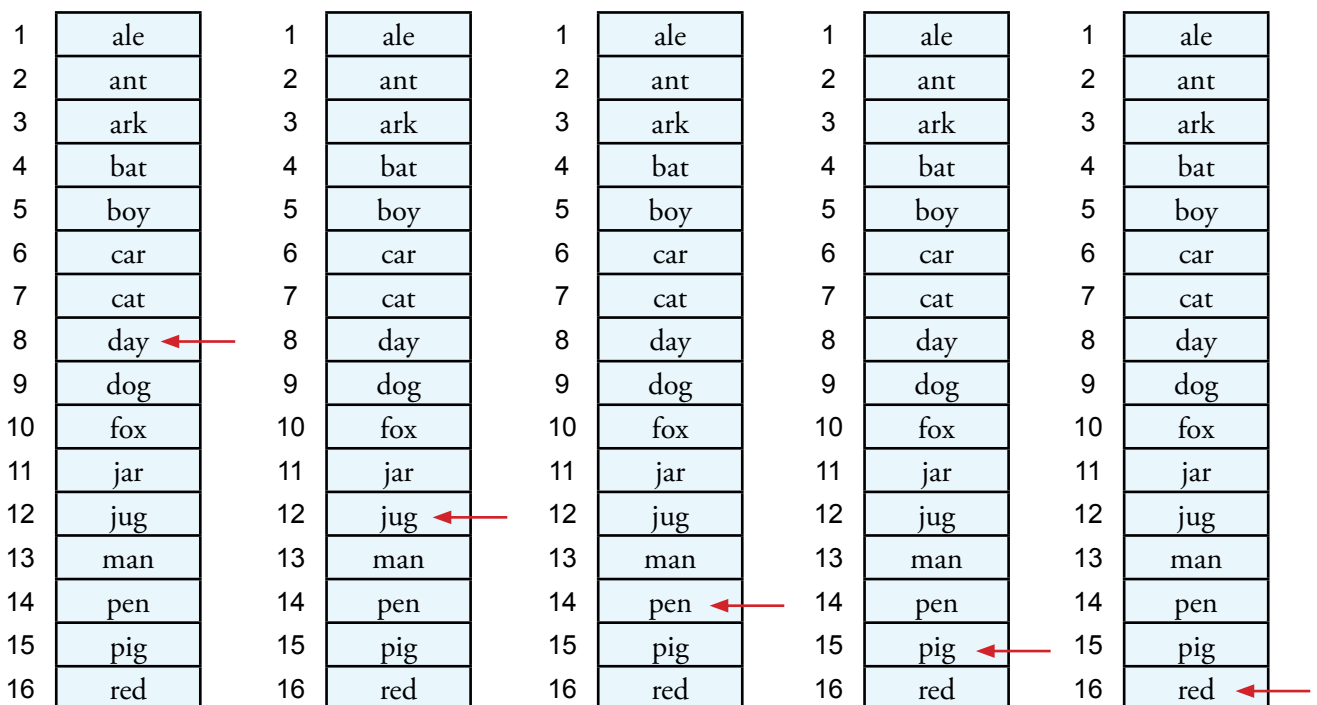 1 ale 1 ale 1 ale 1 ale 1 ale
2 ant 2 ant 2 ant 2 ant 2 ant
3 ark 3 ark 3 ark 3 ark 3 ark
4 bat 4 bat 4 bat 4 bat 4 bat
5 boy 5 boy 5 boy 5 boy 5 boy
6 car 6 car 6 car 6 car 6 car
7 cat 7 cat 7 cat 7 cat 7 cat
8 day 8 day 8 day 8 day 8 day
9 dog 9 dog 9 dog 9 dog 9 dog
10 fox 10 fox 10 fox 10 fox 10 fox
11 jar 11 jar 11 jar 11 jar 11 jar
12 jug 12 jug 12 jug 12 jug 12 jug
13 man 13 man 13 man 13 man 13 man
14 pen 14 pen 14 pen 14 pen 14 pen
15 pig 15 pig 15 pig 15 pig 15 pig
16 red 16 red 16 red 16 red 16 red